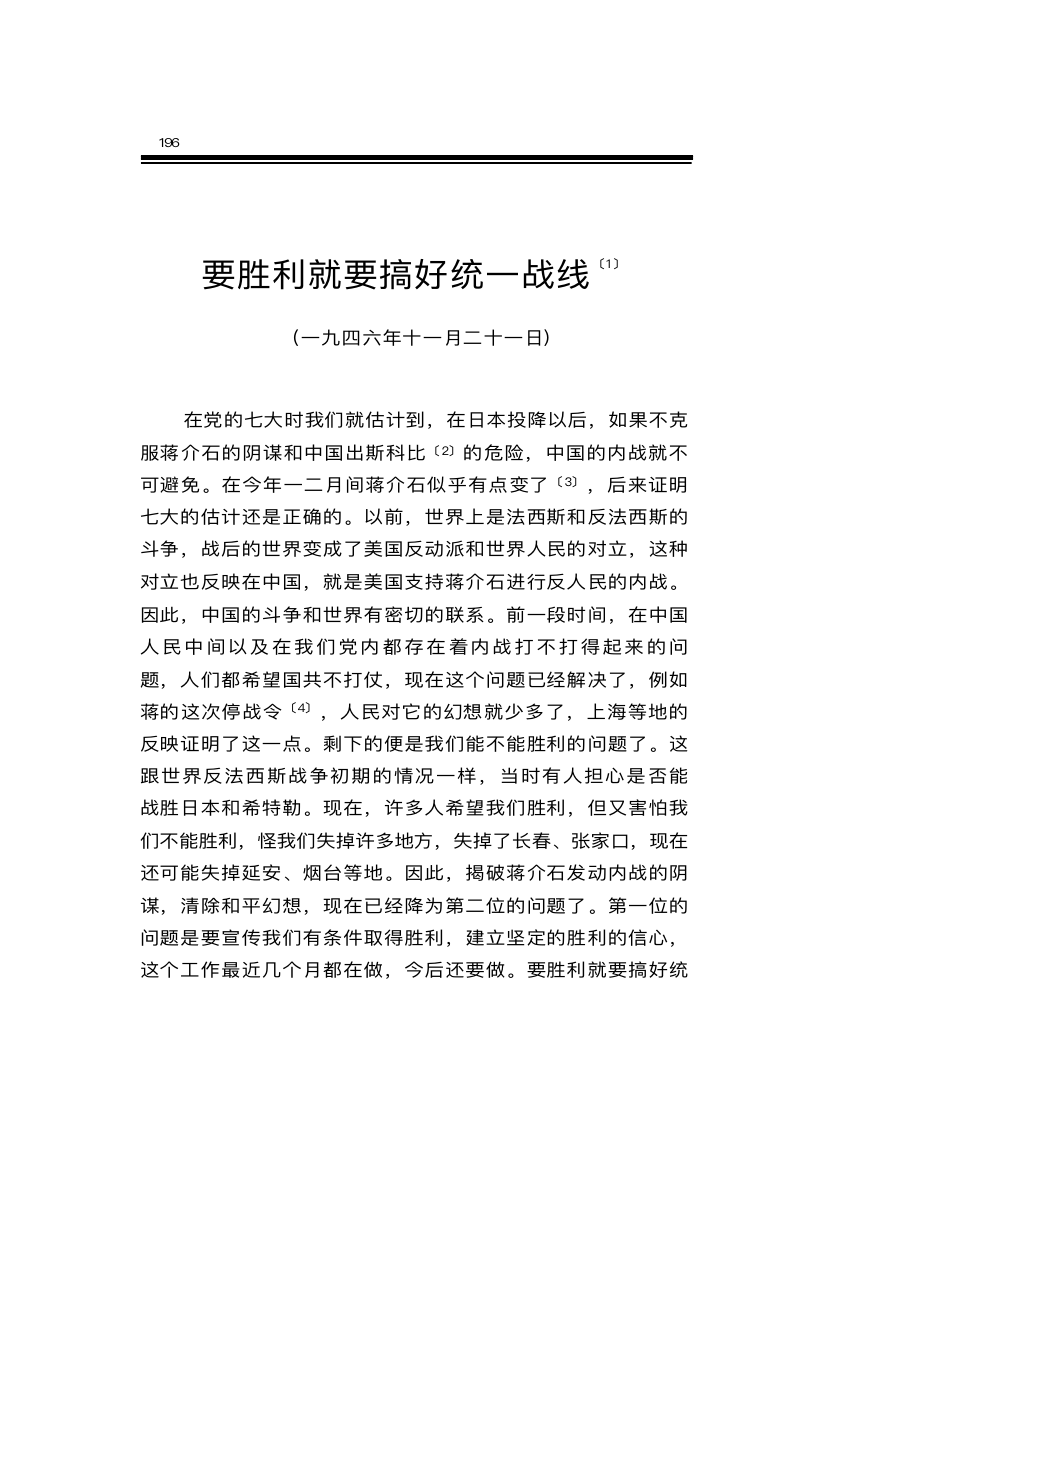 196
要胜利就要搞好统一战线〔1〕
(一九四六年十一月二十一日)
在党的七大时我们就估计到，在日本投降以后，如果不克
服蒋介石的阴谋和中国出斯科比〔2〕的危险，中国的内战就不
可避免。在今年一二月间蒋介石似乎有点变了〔3〕，后来证明
七大的估计还是正确的。以前，世界上是法西斯和反法西斯的
斗争，战后的世界变成了美国反动派和世界人民的对立，这种
对立也反映在中国，就是美国支持蒋介石进行反人民的内战。
因此，中国的斗争和世界有密切的联系。前一段时间，在中国
人民中间以及在我们党内都存在着内战打不打得起来的问
题，人们都希望国共不打仗，现在这个问题已经解决了，例如
蒋的这次停战令〔4〕，人民对它的幻想就少多了，上海等地的
反映证明了这一点。剩下的便是我们能不能胜利的问题了。这
跟世界反法西斯战争初期的情况一样，当时有人担心是否能
战胜日本和希特勒。现在，许多人希望我们胜利，但又害怕我
们不能胜利，怪我们失掉许多地方，失掉了长春、张家口，现在
还可能失掉延安、烟台等地。因此，揭破蒋介石发动内战的阴
谋，清除和平幻想，现在已经降为第二位的问题了。第一位的
问题是要宣传我们有条件取得胜利，建立坚定的胜利的信心，
这个工作最近几个月都在做，今后还要做。要胜利就要搞好统